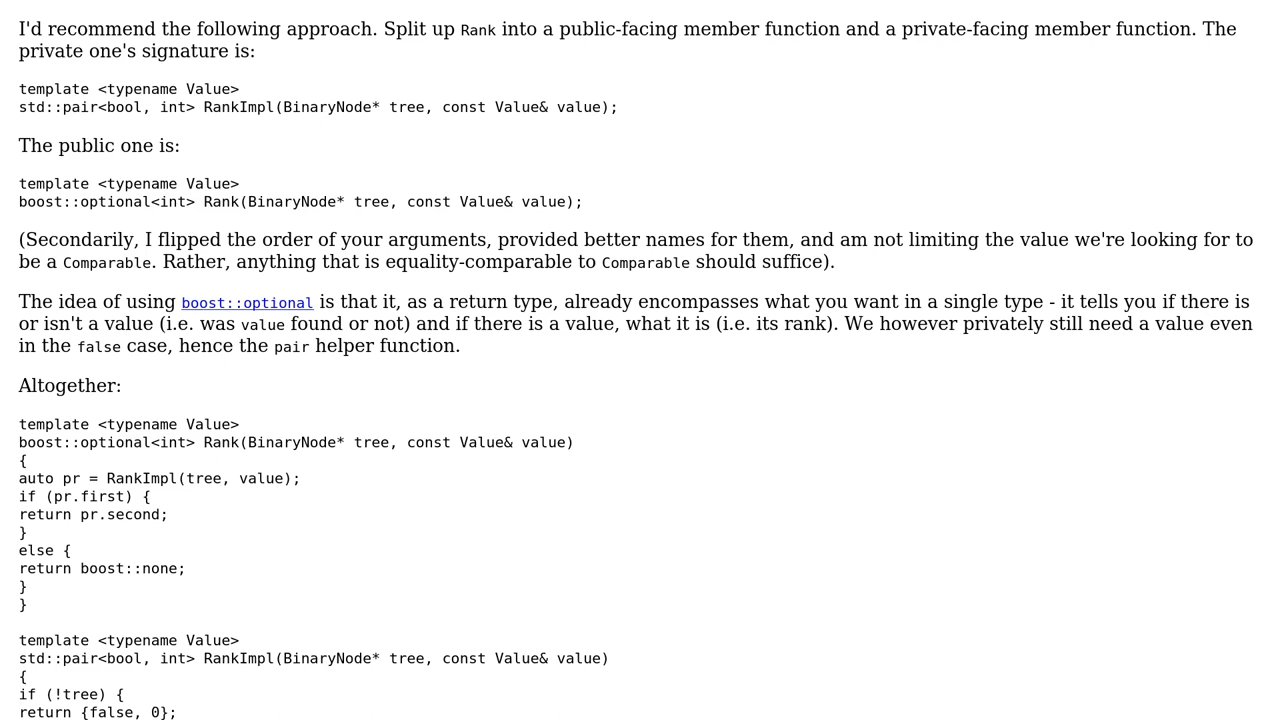 I'd recommend the following approach. Split up Rank into a public-facing member function and a private-facing member function. The
private one's signature is:
template <typename Value>
std::pair<bool, int> RankImpl(BinaryNode* tree, const Value& value);
The public one is:
template <typename Value>
boost::optional<int> Rank(BinaryNode* tree, const Value& value);
(Secondarily, I flipped the order of your arguments, provided better names for them, and am not limiting the value we're looking for to
be a Comparable. Rather, anything that is equality-comparable to Comparable should suffice).
The idea of using boost::optional is that it, as a return type, already encompasses what you want in a single type - it tells you if there is
or isn't a value (i.e. was value found or not) and if there is a value, what it is (i.e. its rank). We however privately still need a value even
in the false case, hence the pair helper function.
Altogether:
template <typename Value>
boost::optional<int> Rank(BinaryNode* tree, const Value& value)
{
auto pr = RankImpl(tree, value);
if (pr.first) {
return pr.second;
}
else {
return boost::none;
}
}
template <typename Value>
std::pair<bool, int> RankImpl(BinaryNode* tree, const Value& value)
{
if (!tree) {
return {false, 0};